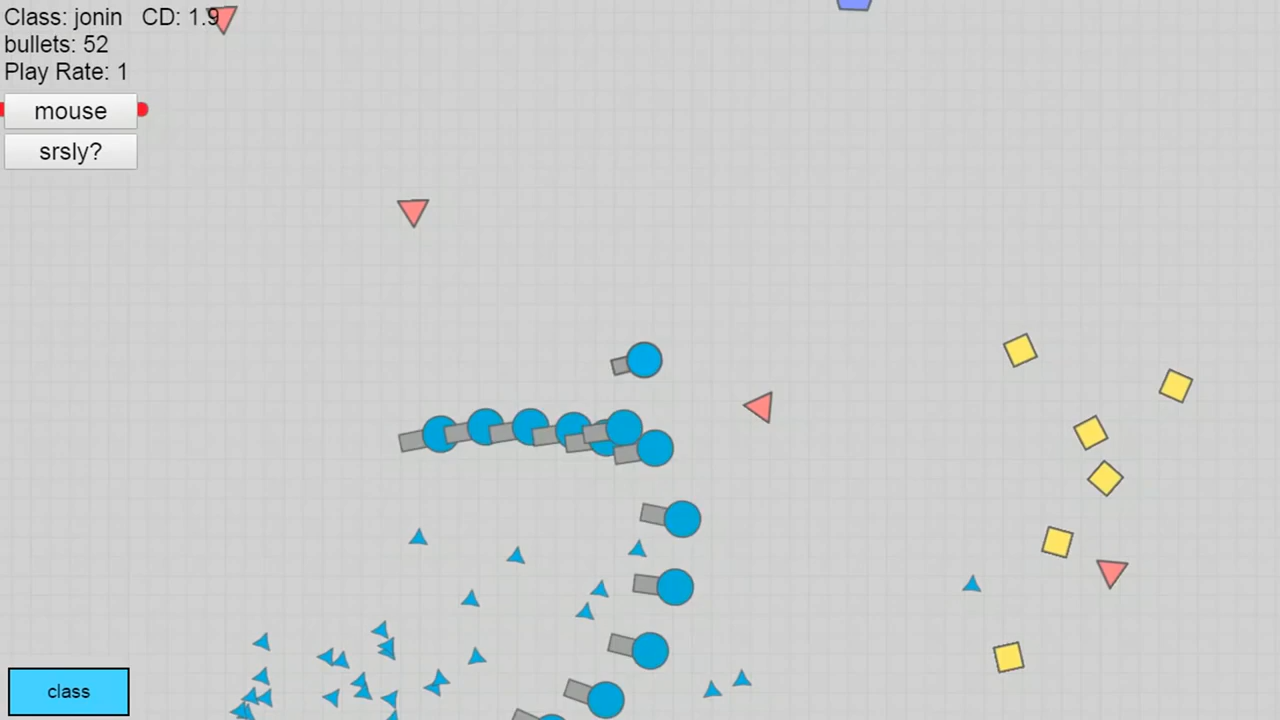 Class: jonin CD: 1.9
bullets: 52
Play Rate: 1
mouse
srsly?
class